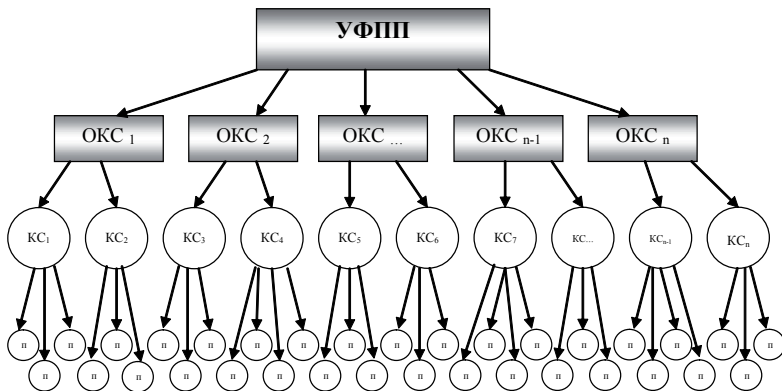 УФПП
ОКС 1 ОКС 2 ОКС ... ОКС n-1 ОКС n
КС1 КС2 КС3 КС4 КС5 КС6 КС7 КС... КСn-1 КСn
п п п п п п п п п п п п п п п п п
п п п п п п п п п п п п п п п п